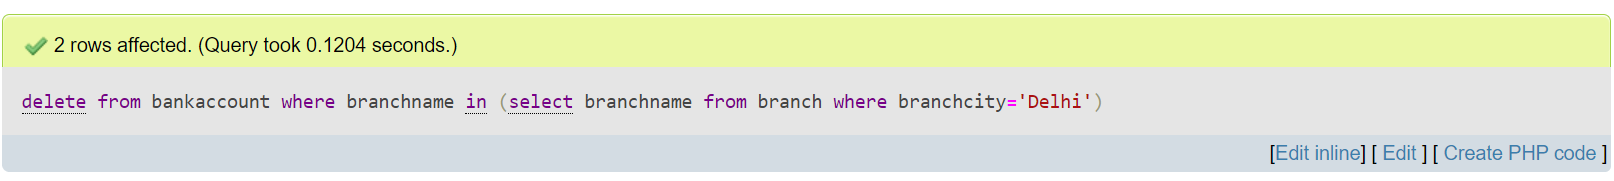 2 rows affected. (Query took 0.1204 seconds.)
delete from bankaccount where branchname in (select branchname from branch where branchcity='Delhi')
[Edit inline] [ Edit ] [ Create PHP code ]